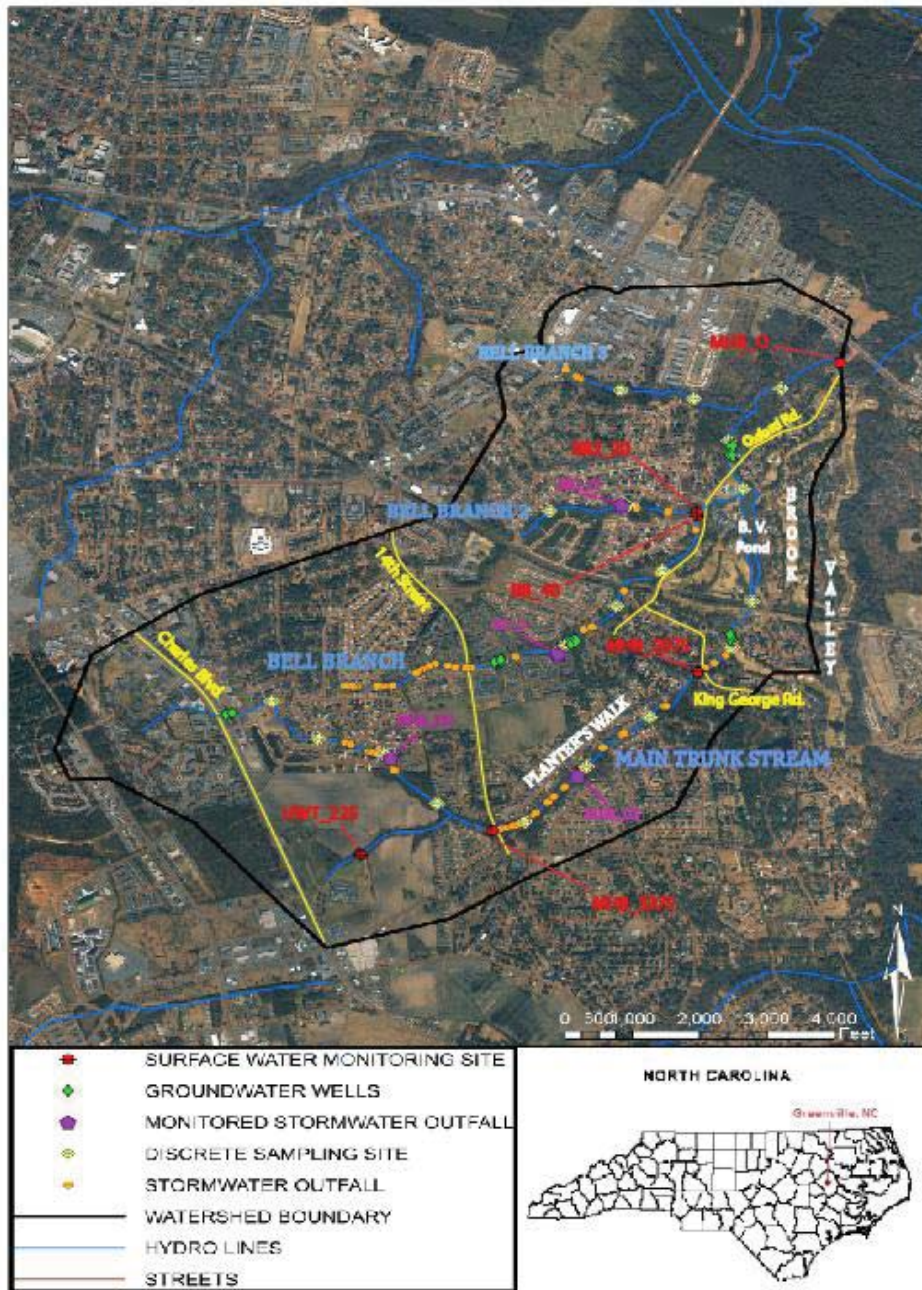 BELL BRANCH 3
Oxford Rd.
BROOK
BELL BRANCH 2
B. V.
Pond
VALLEY
14th Street
BELL BRANCH
Charles Blvd
King George Rd.
PLANTER'S WALK
MAIN TRUNK STREAM
N
0 500 1,000 2,000 3,000 4,000
Feet
SURFACE WATER MONITORING SITE
GROUNDWATER WELLS
MONITORED STORMWATER OUTFALL
DISCRETE SAMPLING SITE
STORMWATER OUTFALL
WATERSHED BOUNDARY
HYDRO LINES
STREETS
NORTH CAROLINA
Greenville, NC